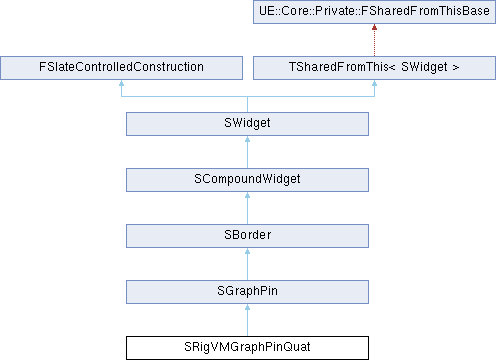 UE::Core::Private::FSharedFromThisBase
FSlateControlledConstruction
TSharedFromThis< SWidget >
SWidget
SCompoundWidget
SBorder
SGraphPin
SRigVMGraphPinQuat